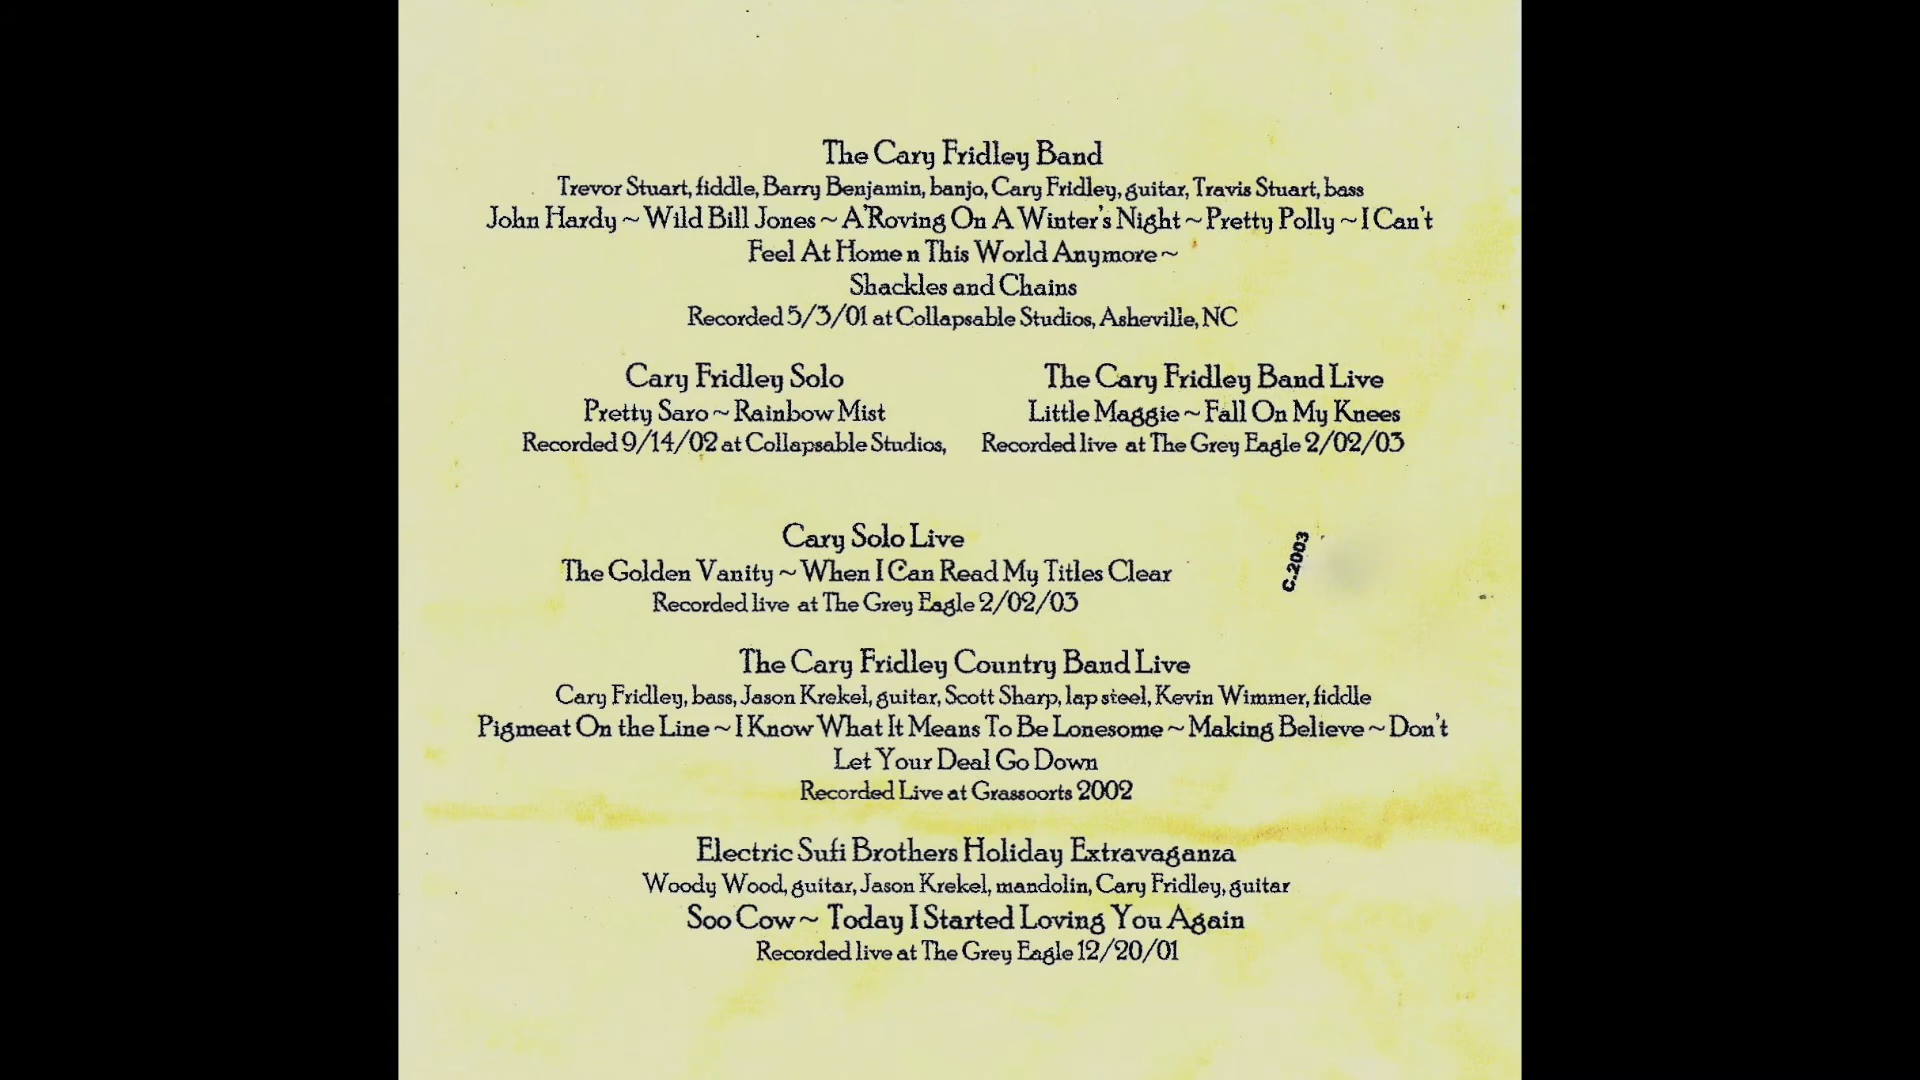 The Cary Fridley Band
Trevor Stuart, fiddle, Barry Benjamin, banjo, Cary Fridley, guitar, Travis Stuart, bass
John Hardy ~ Wild Bill Jones ~ A'Roving On A Winter's Night ~ Pretty Polly ~ I Can't
Feel At Home n This World Anymore ~
Shackles and Chains
Recorded 5/3/01 at Collapsable Studios, Asheville, NC
Cary Fridley Solo
Pretty Saro ~ Rainbow Mist
Recorded 9/14/02 at Collapsable Studios,
The Cary Fridley Band Live
Little Maggie ~ Fall On My Knees
Recorded live at The Grey Eagle 2/02/03
Cary Solo Live
The Golden Vanity ~ When I Can Read My Titles Clear
Recorded live at The Grey Eagle 2/02/03
C.2003
The Cary Fridley Country Band Live
Cary Fridley, bass, Jason Krekel, guitar, Scott Sharp, lap steel, Kevin Wimmer, fiddle
Pigmeat On the Line ~ I Know What It Means To Be Lonesome ~ Making Believe ~ Don't
Let Your Deal Go Down
Recorded Live at Grassoorts 2002
Electric Sufi Brothers Holiday Extravaganza
Woody Wood, guitar, Jason Krekel, mandolin, Cary Fridley, guitar
Soo Cow ~ Today I Started Loving You Again
Recorded live at The Grey Eagle 12/20/01